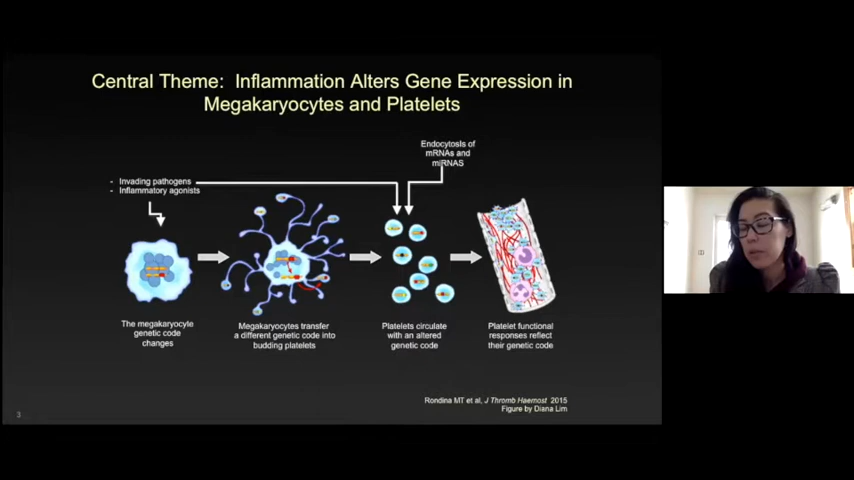 Central Theme: Inflammation Alters Gene Expression in
Megakaryocytes and Platelets
Endocytosis of
mRNAs and
miRNAS
- Invading pathogens
- Inflammatory agonists
The megakaryocyte
genetic code
changes
Megakaryocytes transfer
a different genetic code into
budding platelets
Platelets circulate
with an altered
genetic code
Platelet functional
responses reflect
their genetic code
Rondina MT et al, J Thromb Haemost 2015
Figure by Diana Lim
3